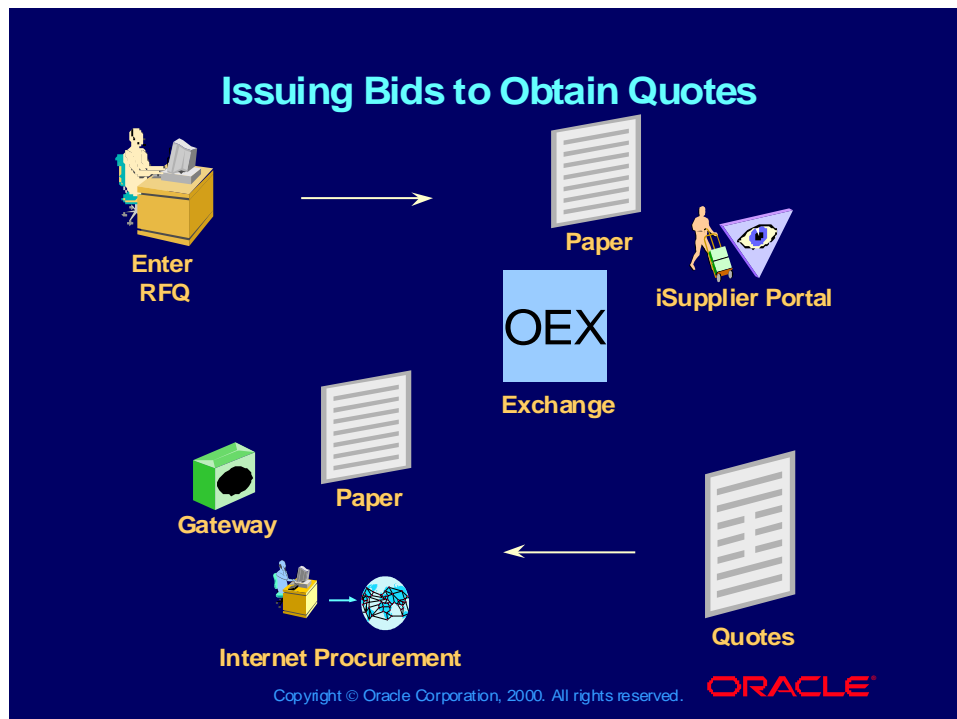 Issuing Bids to Obtain Quotes
Paper
Enter
RFQ
iSupplier Portal
OEX
Exchange
Paper
Gateway
Quotes
Internet Procurement
Copyright © Oracle Corporation, 2000. All rights reserved.
ORACLE®